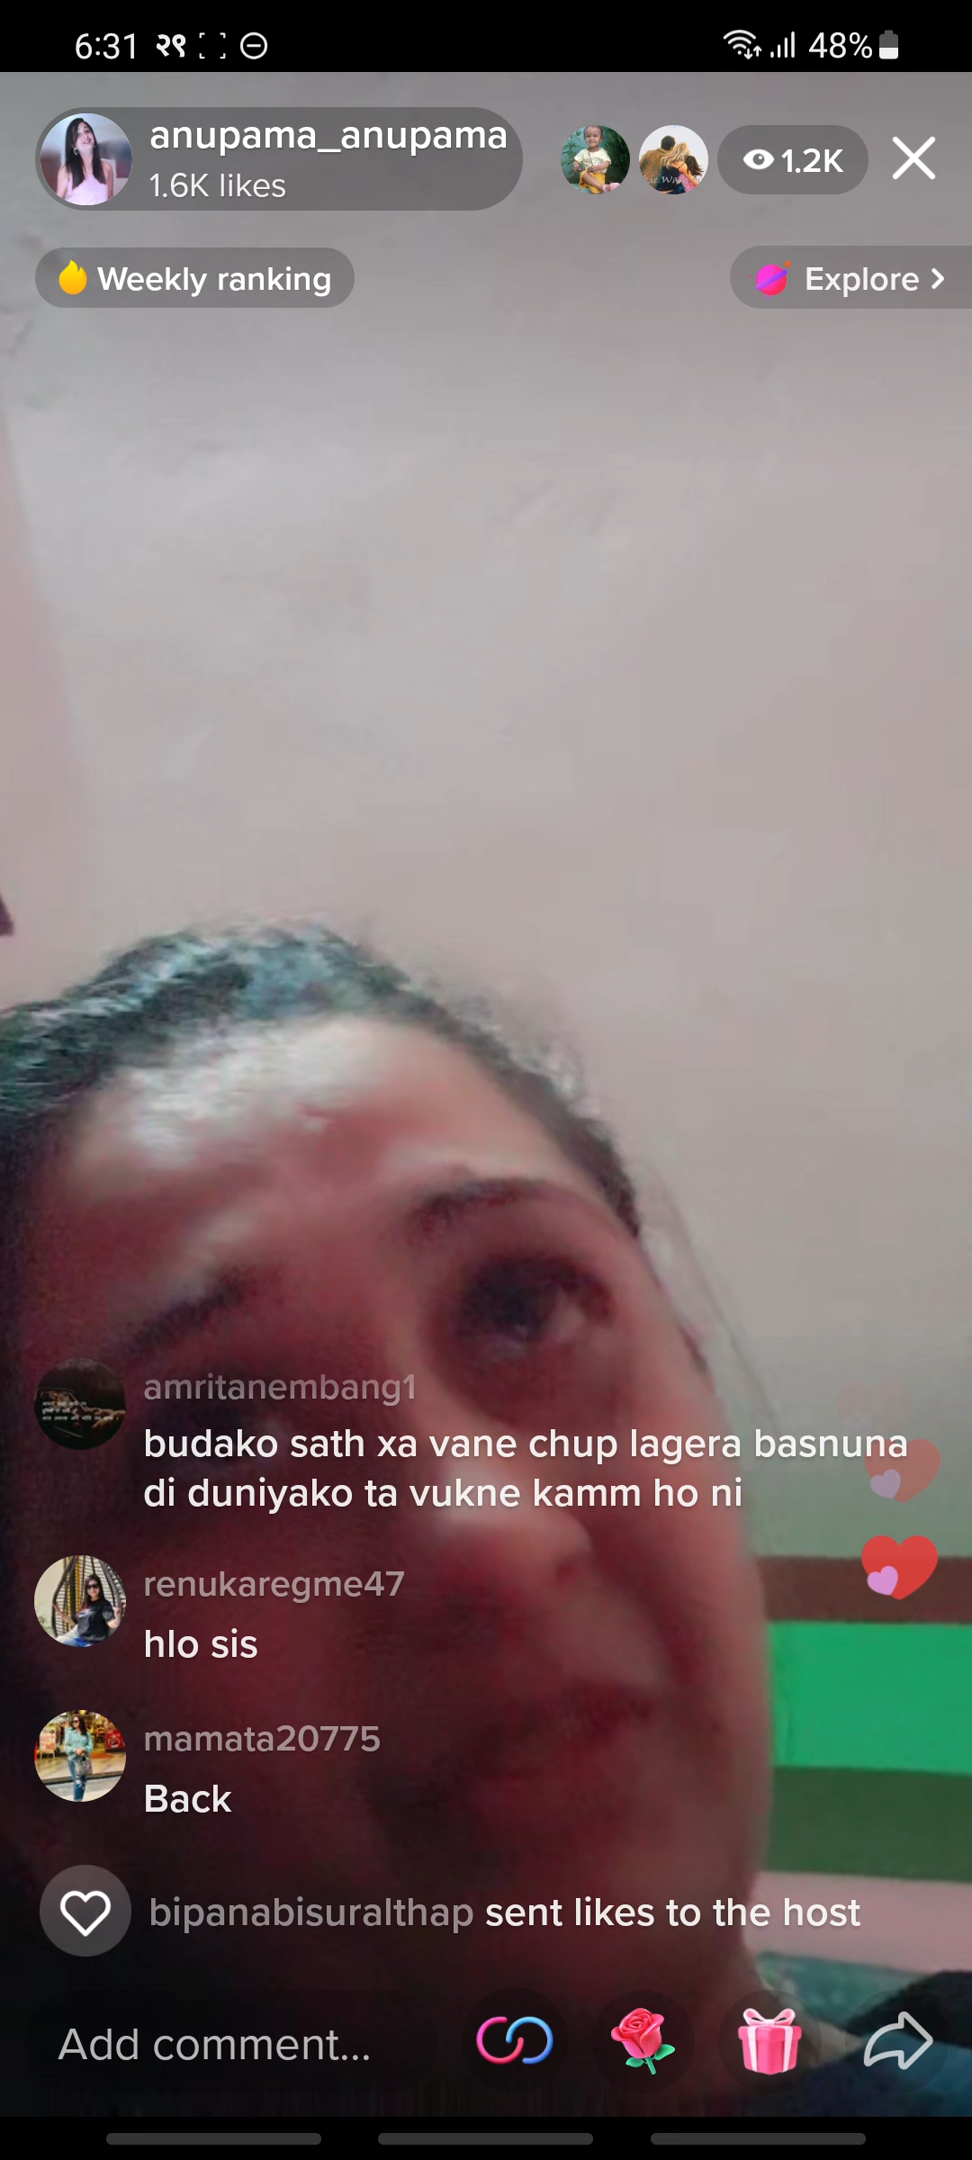 6:31 २९ 48%
anupama_anupama
1.6K likes
1.2K
Weekly ranking
Explore
amritanembang1
budako sath xa vane chup lagera basnuna
di duniyako ta vukne kamm ho ni
renukaregme47
hlo sis
mamata20775
Back
bipanabisuralthap sent likes to the host
Add comment...